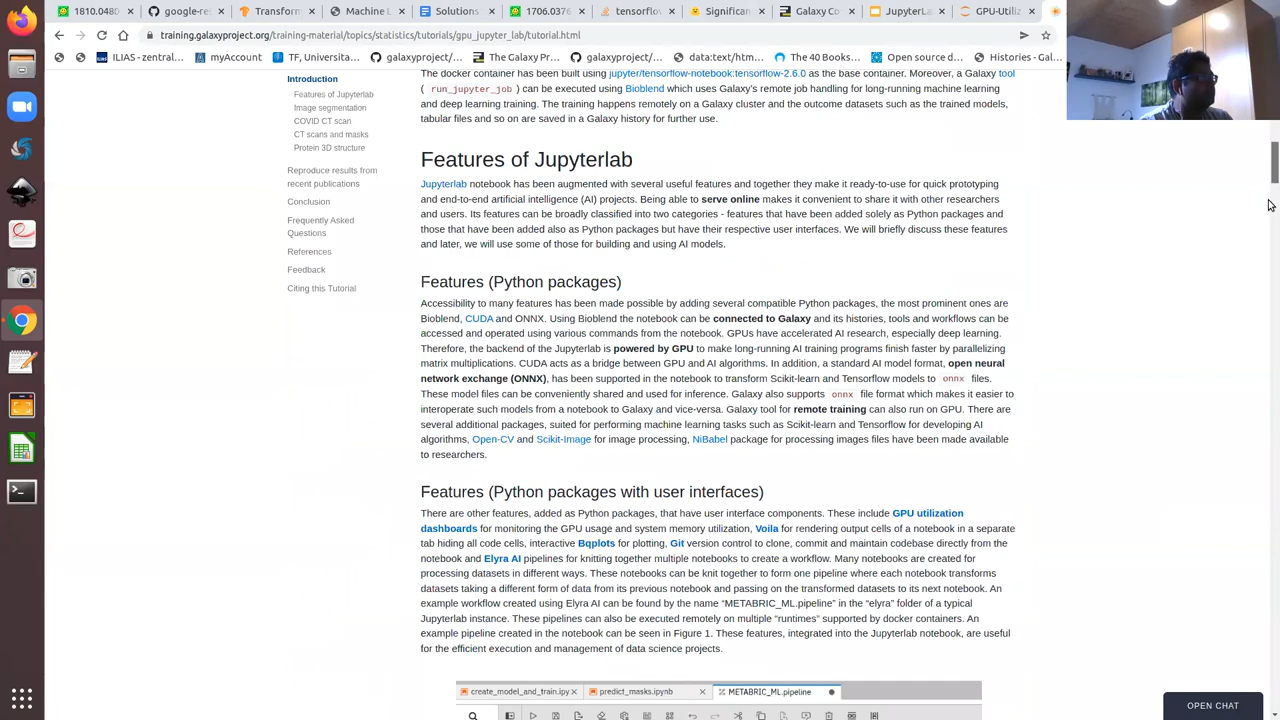 1810.0480
google-res
Transform
Machine L
Solutions
1706.0376
tensorflow
Significan
Galaxy Co
JupyterLa
GPU-Utiliz
training.galaxyproject.org/training-material/topics/statistics/tutorials/gpu_jupyter_lab/tutorial.html
ILIAS - zentral...
myAccount
TF, Universita...
galaxyproject/...
The Galaxy Pr...
galaxyproject/...
data:text/htm...
The 40 Books...
Open source d...
Histories - Gal...
Introduction
Features of Jupyterlab
Image segmentation
COVID CT scan
CT scans and masks
Protein 3D structure
Reproduce results from
recent publications
Conclusion
Frequently Asked
Questions
References
Feedback
Citing this Tutorial
The docker container has been built using jupyter/tensorflow-notebook:tensorflow-2.6.0 as the base container. Moreover, a Galaxy tool
( run_jupyter_job ) can be executed using Bioblend which uses Galaxy's remote job handling for long-running machine learning
and deep learning training. The training happens remotely on a Galaxy cluster and the outcome datasets such as the trained models,
tabular files and so on are saved in a Galaxy history for further use.
Features of Jupyterlab
Jupyterlab notebook has been augmented with several useful features and together they make it ready-to-use for quick prototyping
and end-to-end artificial intelligence (AI) projects. Being able to serve online makes it convenient to share it with other researchers
and users. Its features can be broadly classified into two categories - features that have been added solely as Python packages and
those that have been added also as Python packages but have their respective user interfaces. We will briefly discuss these features
and later, we will use some of those for building and using AI models.
Features (Python packages)
Accessibility to many features has been made possible by adding several compatible Python packages, the most prominent ones are
Bioblend, CUDA and ONNX. Using Bioblend the notebook can be connected to Galaxy and its histories, tools and workflows can be
accessed and operated using various commands from the notebook. GPUs have accelerated AI research, especially deep learning.
Therefore, the backend of the Jupyterlab is powered by GPU to make long-running AI training programs finish faster by parallelizing
matrix multiplications. CUDA acts as a bridge between GPU and AI algorithms. In addition, a standard AI model format, open neural
network exchange (ONNX), has been supported in the notebook to transform Scikit-learn and Tensorflow models to onnx files.
These model files can be conveniently shared and used for inference. Galaxy also supports onnx file format which makes it easier to
interoperate such models from a notebook to Galaxy and vice-versa. Galaxy tool for remote training can also run on GPU. There are
several additional packages, suited for performing machine learning tasks such as Scikit-learn and Tensorflow for developing AI
algorithms, Open-CV and Scikit-Image for image processing, NiBabel package for processing images files have been made available
to researchers.
Features (Python packages with user interfaces)
There are other features, added as Python packages, that have user interface components. These include GPU utilization
dashboards for monitoring the GPU usage and system memory utilization, Voila for rendering output cells of a notebook in a separate
tab hiding all code cells, interactive Bqplots for plotting, Git version control to clone, commit and maintain codebase directly from the
notebook and Elyra AI pipelines for knitting together multiple notebooks to create a workflow. Many notebooks are created for
processing datasets in different ways. These notebooks can be knit together to form one pipeline where each notebook transforms
datasets taking a different form of data from its previous notebook and passing on the transformed datasets to its next notebook. An
example workflow created using Elyra AI can be found by the name “METABRIC_ML.pipeline” in the “elyra” folder of a typical
Jupyterlab instance. These pipelines can also be executed remotely on multiple “runtimes” supported by docker containers. An
example pipeline created in the notebook can be seen in Figure 1. These features, integrated into the Jupyterlab notebook, are useful
for the efficient execution and management of data science projects.
create_model_and_train.ipy
predict_masks.ipynb
METABRIC_ML.pipeline
OPEN CHAT